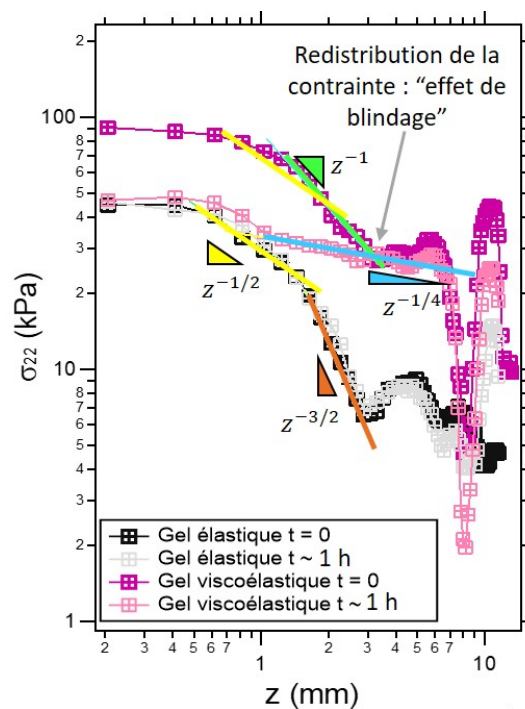 Redistribution de la
contrainte : “effet de
blindage”
z⁻¹
z⁻¹/²
z⁻¹/⁴
z⁻³/²
σ₂₂ (kPa)
2
100
9
8
7
6
5
4
3
2
10
9
8
7
6
5
4
3
2
1
2
3
4
5
6
7
1
2
3
4
5
6
7
10
z (mm)
Gel élastique t = 0
Gel élastique t ~ 1 h
Gel viscoélastique t = 0
Gel viscoélastique t ~ 1 h